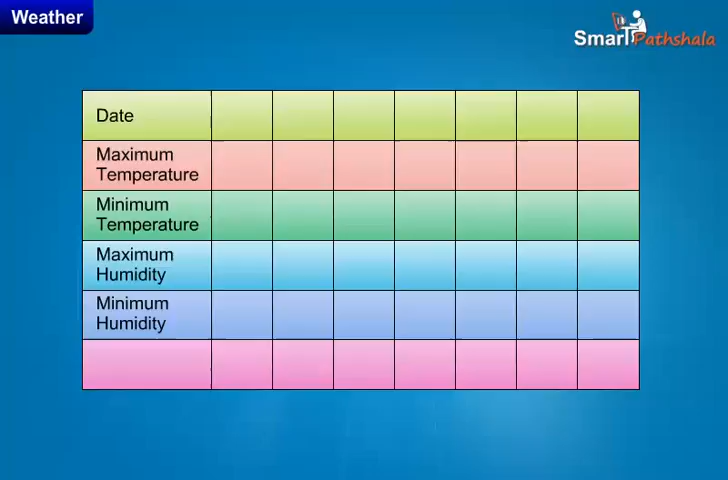 Weather
SmartPathshala
Date
Maximum
Temperature
Minimum
Temperature
Maximum
Humidity
Minimum
Humidity